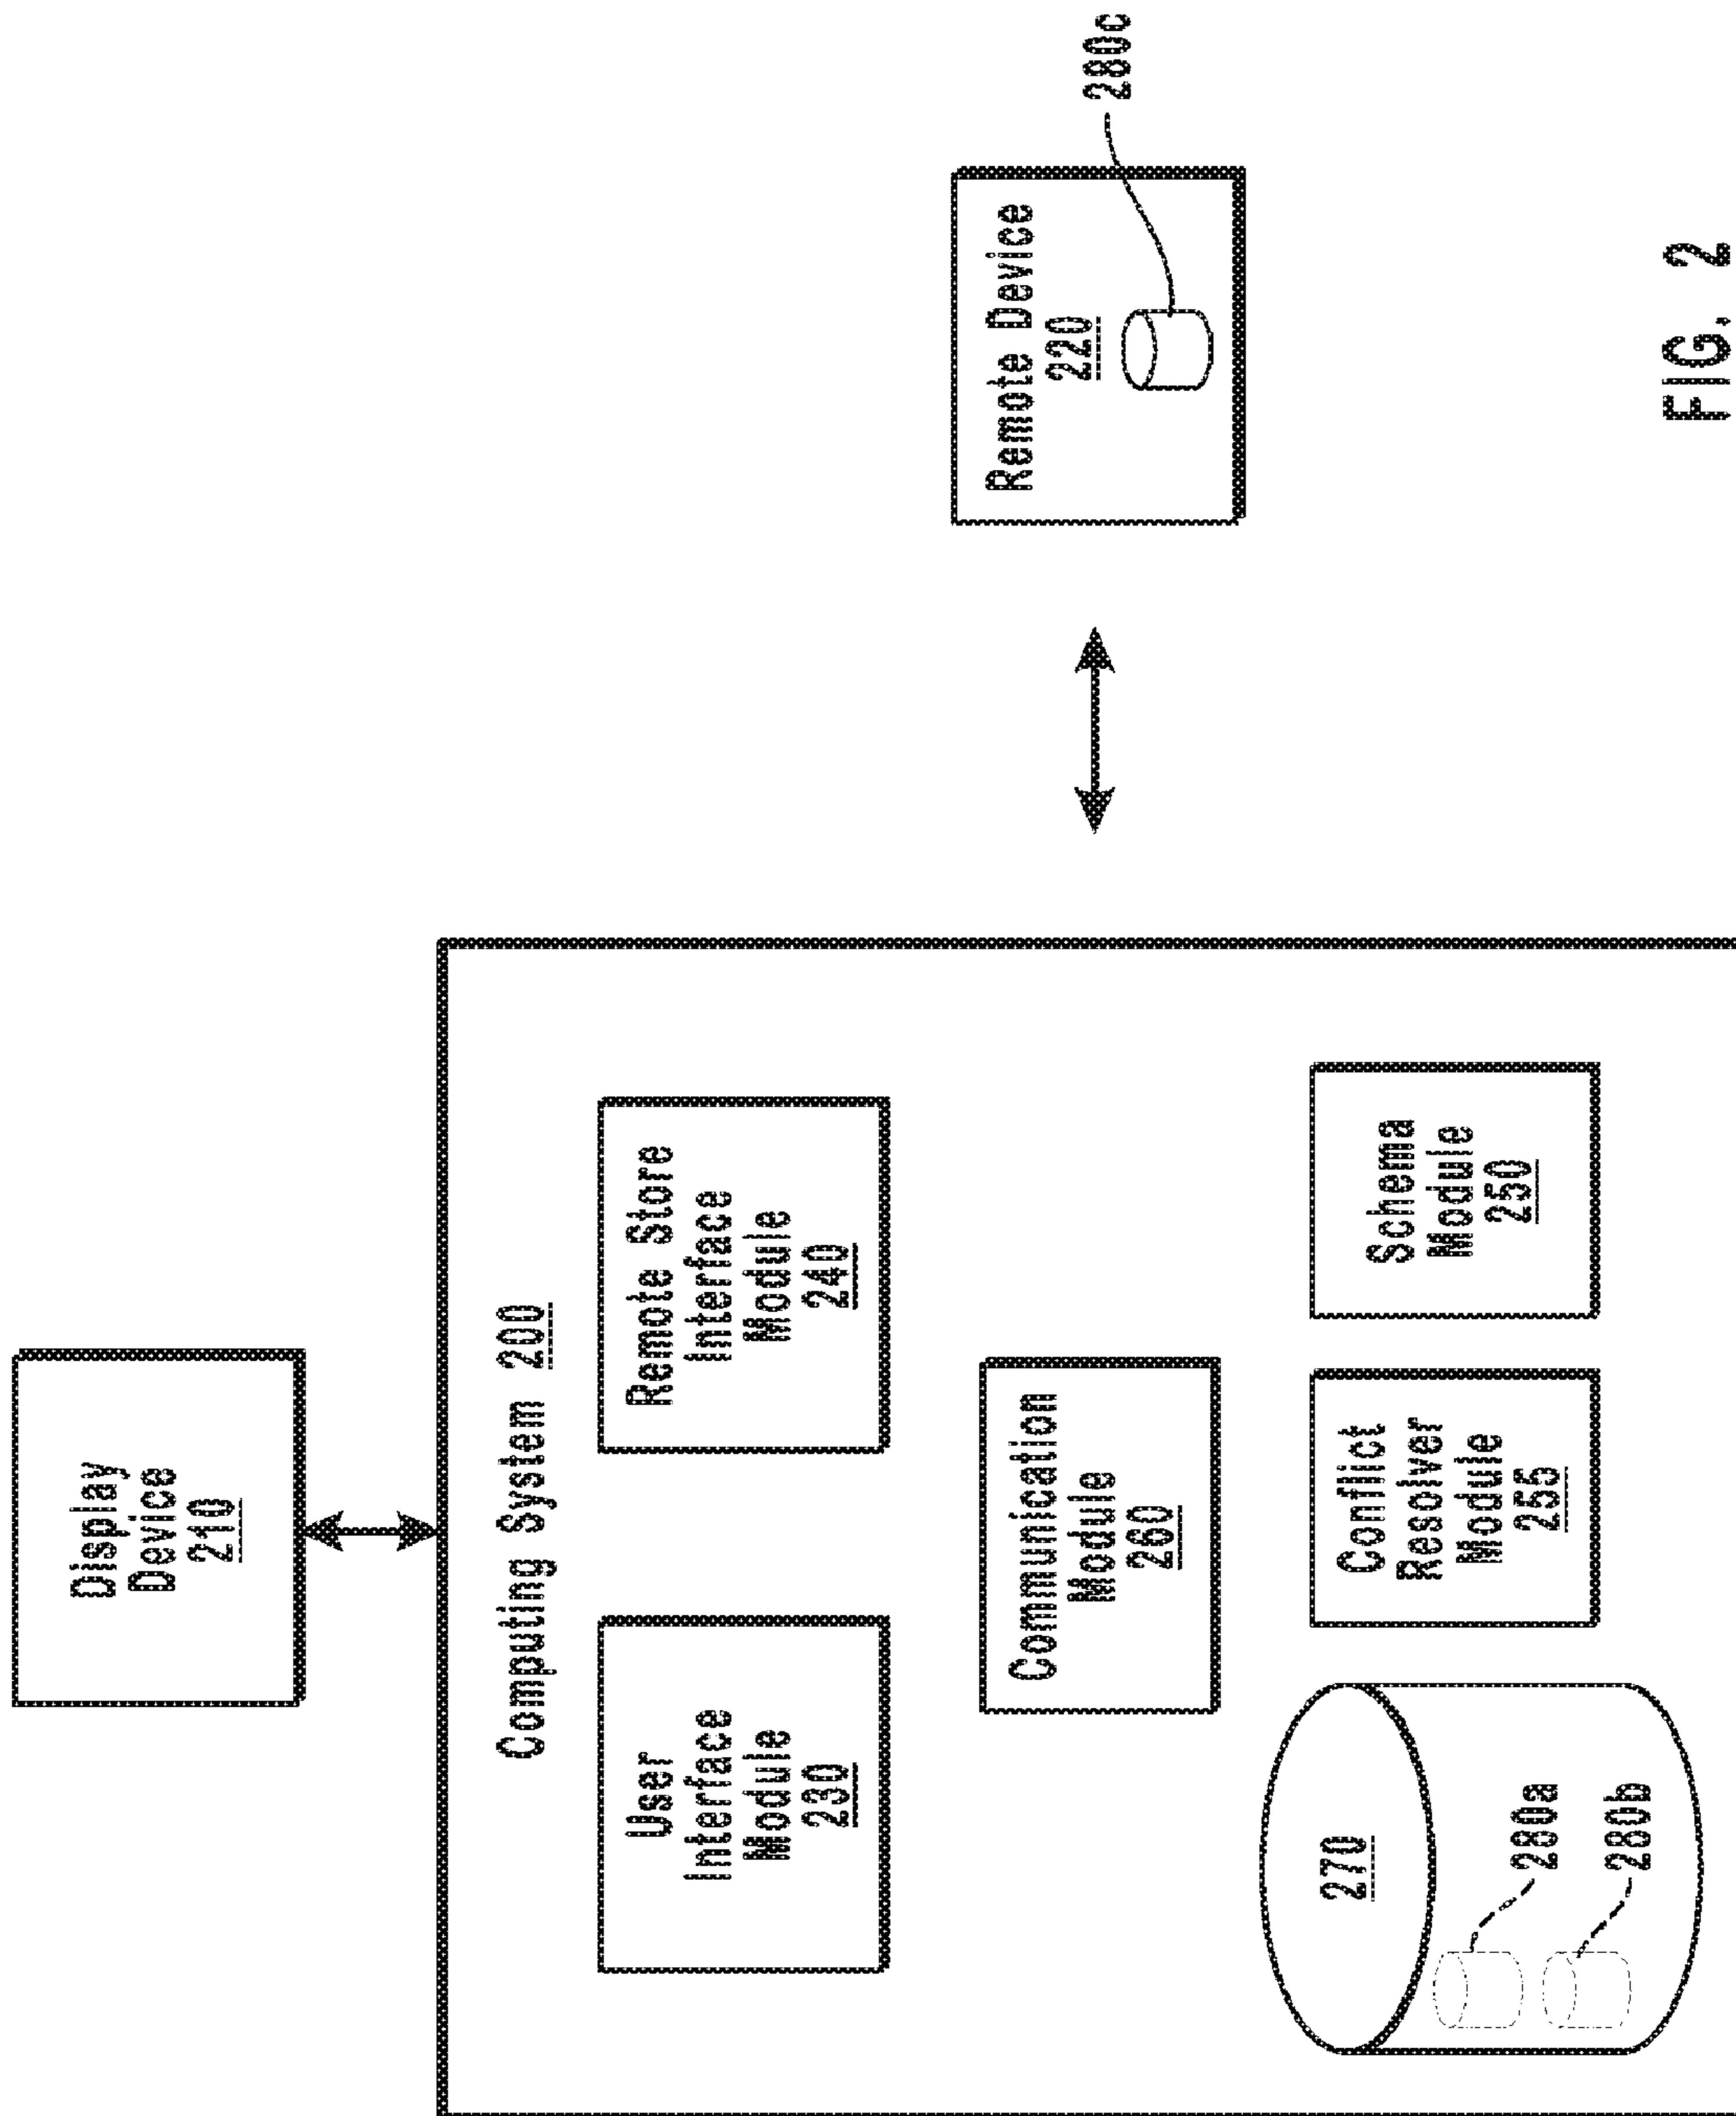 Display
Device
210
Computing System 200
User
Interface
Module
230
Remote Store
Interface
Module
240
Communication
Module
260
270
280a
280b
Conflict
Resolver
Module
255
Schema
Module
250
Remote Device
220
280c
FIG. 2